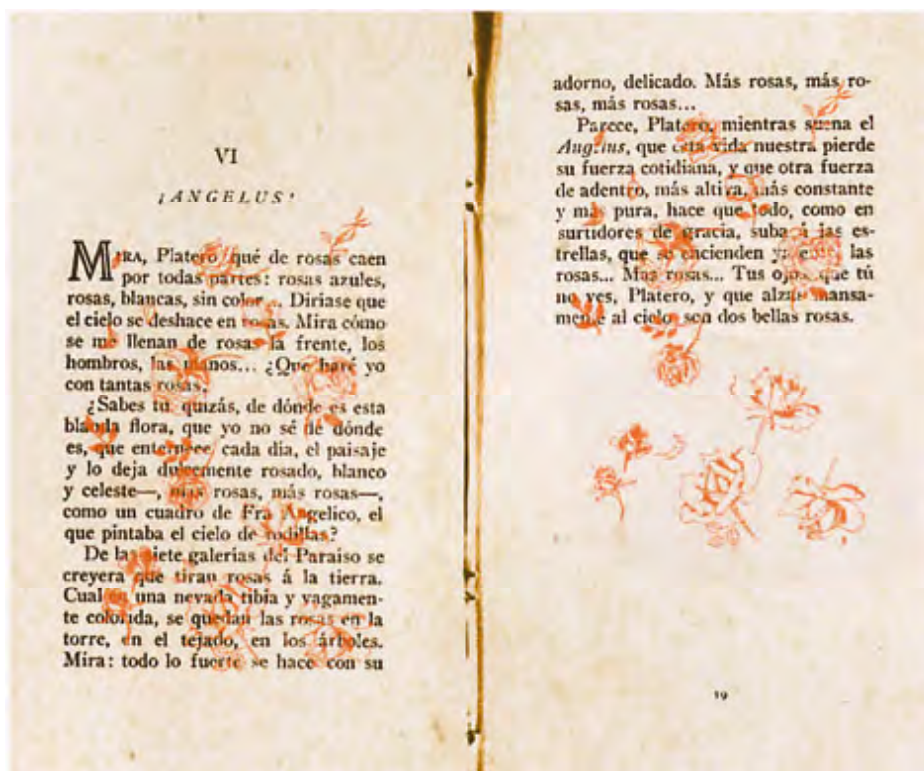 VI
¡ANGELUS!
MIRA, Platero, qué de rosas caen
por todas partes: rosas azules,
rosas, blancas, sin color... Diríase que
el cielo se deshace en rosas. Mira cómo
se me llenan de rosas la frente, los
hombros, las manos... ¿Qué haré yo
con tantas rosas?
¿Sabes tú quizás, de dónde es esta
blanda flora, que yo no sé de dónde
es, que enternece, cada dia, el paisaje
y lo deja dulcemente rosado, blanco
y celeste—, más rosas, más rosas—,
como un cuadro de Fra Angelico, el
que pintaba el cielo de rodillas?
De las siete galerías del Paraiso se
creyera que tiran rosas á la tierra.
Cual en una nevada tibia y vagamen-
te colorida, se quedan las rosas en la
torre, en el tejado, en los árboles.
Mira: todo lo fuerte se hace con su
adorno, delicado. Más rosas, más ro-
sas, más rosas...
Parece, Platero, mientras suena el
Angelus, que esta vida nuestra pierde
su fuerza cotidiana, y que otra fuerza
de adentro, más altiva, más constante
y más pura, hace que todo, como en
surtidores de gracia, suba á las es-
trellas, que se encienden ya entre las
rosas... Más rosas... Tus ojos, que tú
no ves, Platero, y que alzas mansa-
mente al cielo, son dos bellas rosas.
19